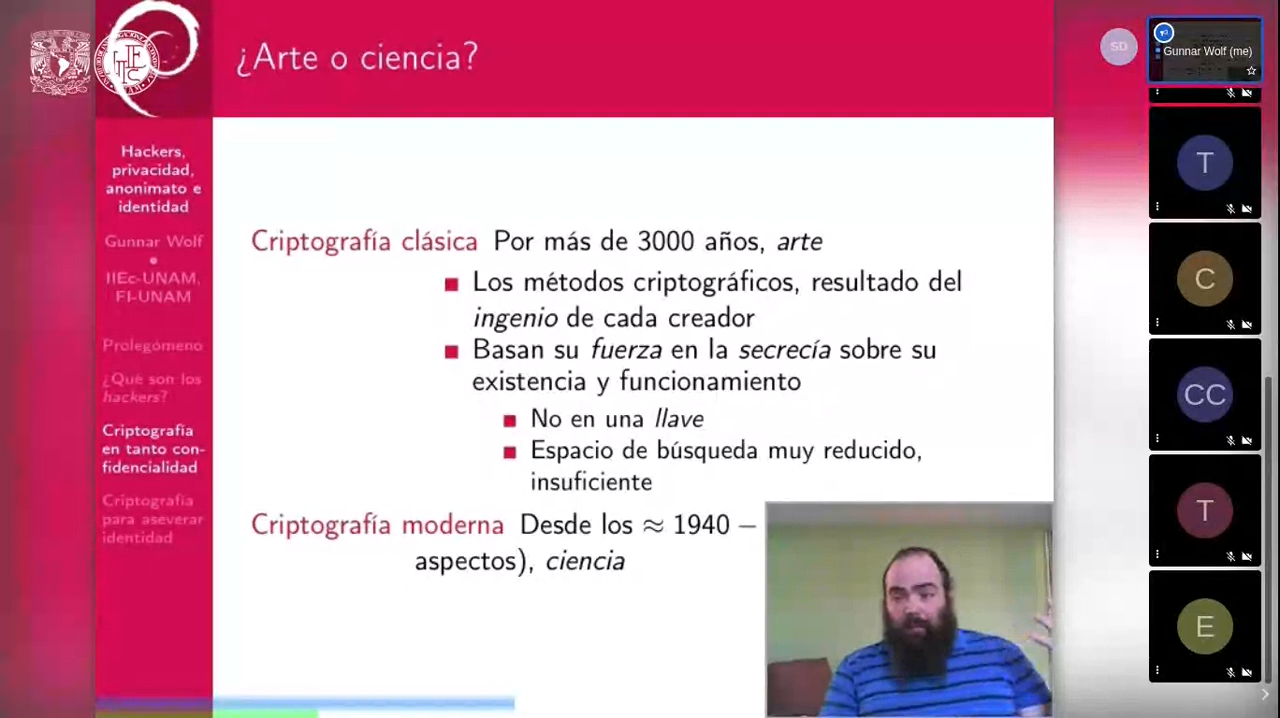 ¿Arte o ciencia?
Hackers,
privacidad,
anonimato e
identidad
Gunnar Wolf
IIEc-UNAM,
FI-UNAM
Prolegómeno
¿Qué son los
hackers?
Criptografía
en tanto con-
fidencialidad
Criptografía
para aseverar
identidad
Criptografía clásica Por más de 3000 años, arte
Los métodos criptográficos, resultado del
ingenio de cada creador
Basan su fuerza en la secrecía sobre su
existencia y funcionamiento
No en una llave
Espacio de búsqueda muy reducido,
insuficiente
Criptografía moderna Desde los ≈ 1940 −
aspectos), ciencia
SD
Gunnar Wolf (me)
T
C
CC
T
E